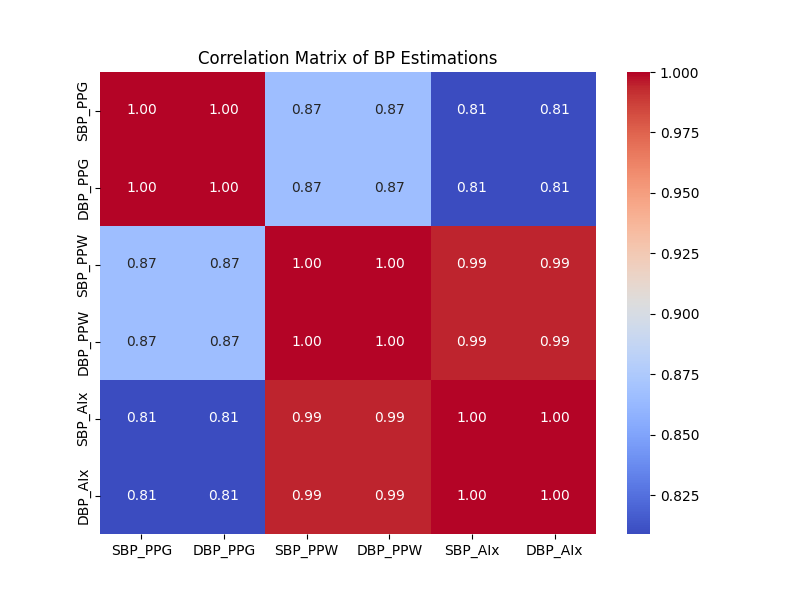 Correlation Matrix of BP Estimations
SBP_PPG 1.00 1.00 0.87 0.87 0.81 0.81
DBP_PPG 1.00 1.00 0.87 0.87 0.81 0.81
SBP_PPW 0.87 0.87 1.00 1.00 0.99 0.99
DBP_PPW 0.87 0.87 1.00 1.00 0.99 0.99
SBP_AIx 0.81 0.81 0.99 0.99 1.00 1.00
DBP_AIx 0.81 0.81 0.99 0.99 1.00 1.00
SBP_PPG DBP_PPG SBP_PPW DBP_PPW SBP_AIx DBP_AIx
1.000
0.975
0.950
0.925
0.900
0.875
0.850
0.825